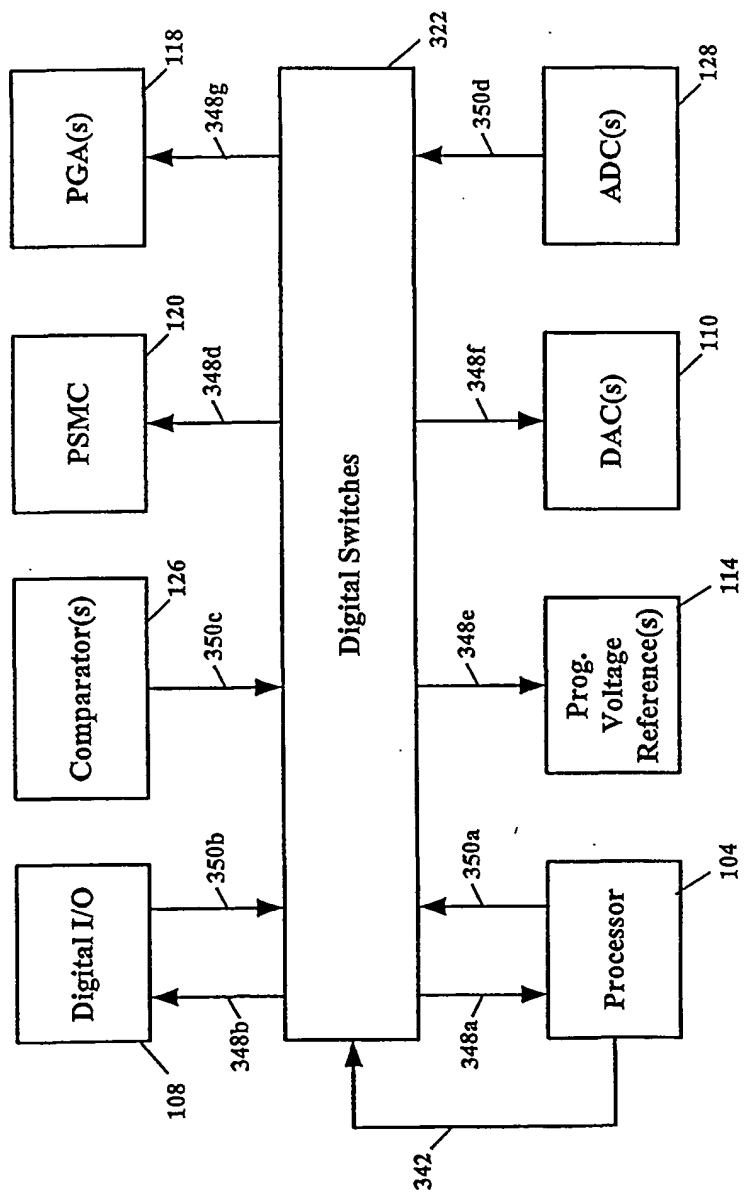 118
PGA(s)
348g
322
350d
ADC(s)
128
120
PSMC
348d
348f
DAC(s)
110
126
Comparator(s)
350c
Digital Switches
348e
Prog.
Voltage
Reference(s)
114
Digital I/O
108
350b
348b
350a
348a
Processor
104
342